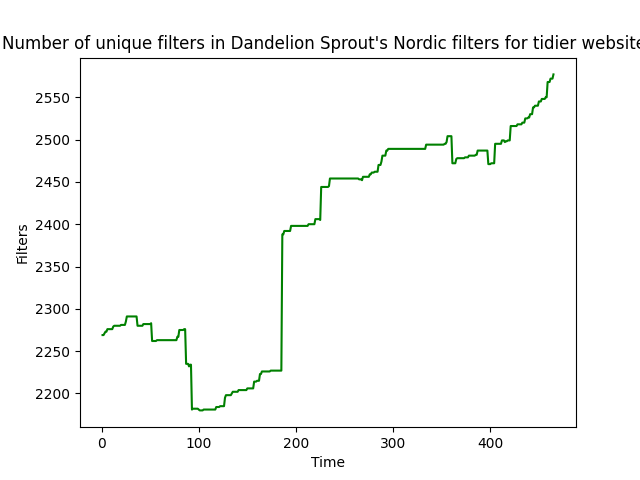 Number of unique filters in Dandelion Sprout's Nordic filters for tidier website
2550
2500
2450
2400
2350
2300
2250
2200
Filters
0 100 200 300 400
Time